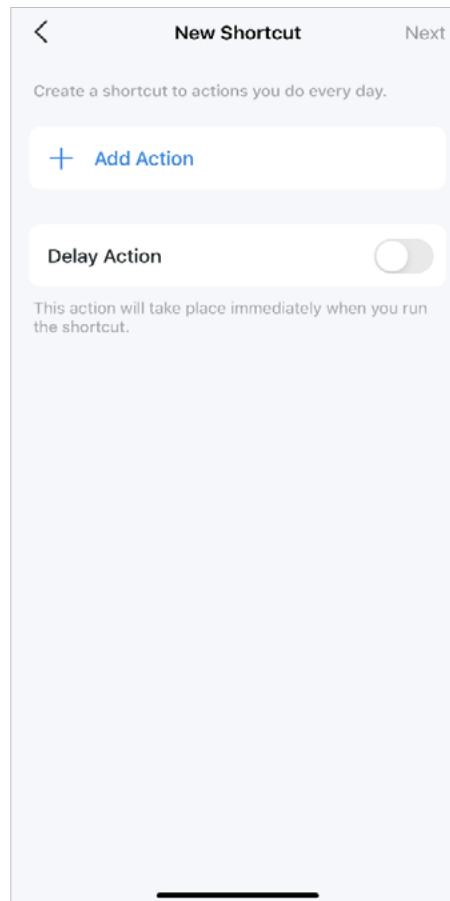 New Shortcut Next
Create a shortcut to actions you do every day.
Add Action
Delay Action
This action will take place immediately when you run
the shortcut.